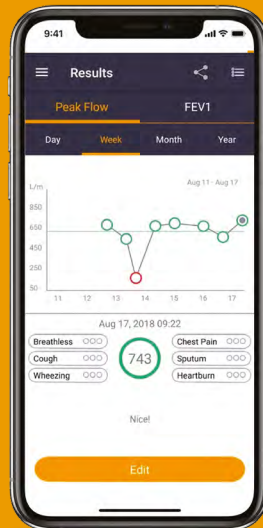 9:41
Results
Peak Flow FEV1
Day Week Month Year
L/m Aug 11 - Aug 17
850
650
450
250
50
11 12 13 14 15 16 17
Aug 17, 2018 09:22
Breathless Chest Pain
Cough 743 Sputum
Wheezing Heartburn
Nice!
Edit